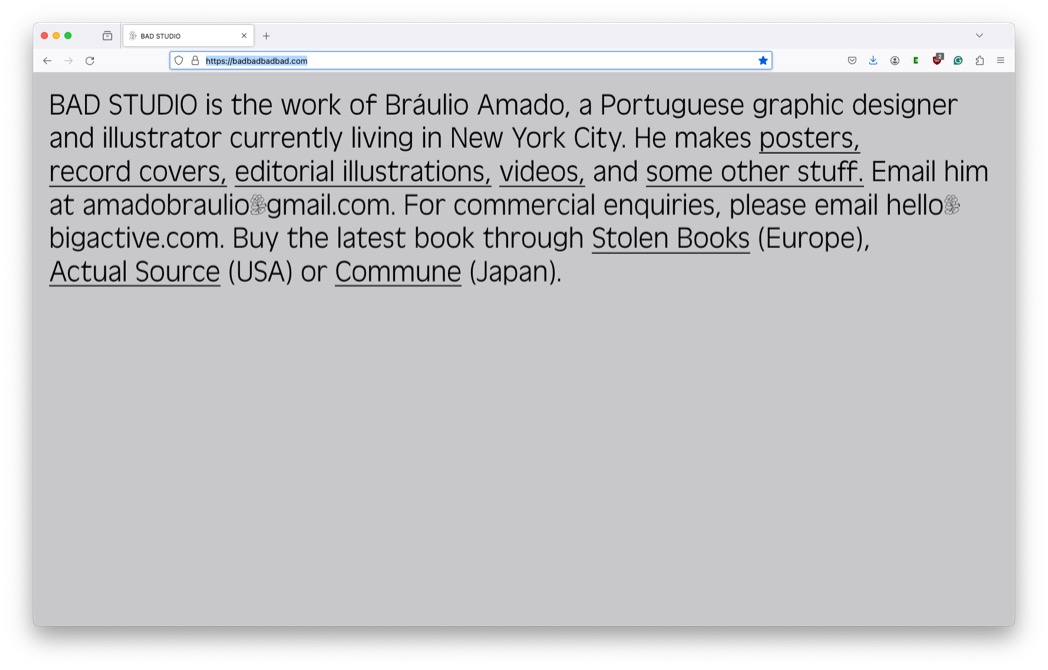 BAD STUDIO
https://badbadbadbad.com
BAD STUDIO is the work of Bráulio Amado, a Portuguese graphic designer
and illustrator currently living in New York City. He makes posters,
record covers, editorial illustrations, videos, and some other stuff. Email him
at amadobraulio gmail.com. For commercial enquiries, please email hello
bigactive.com. Buy the latest book through Stolen Books (Europe),
Actual Source (USA) or Commune (Japan).